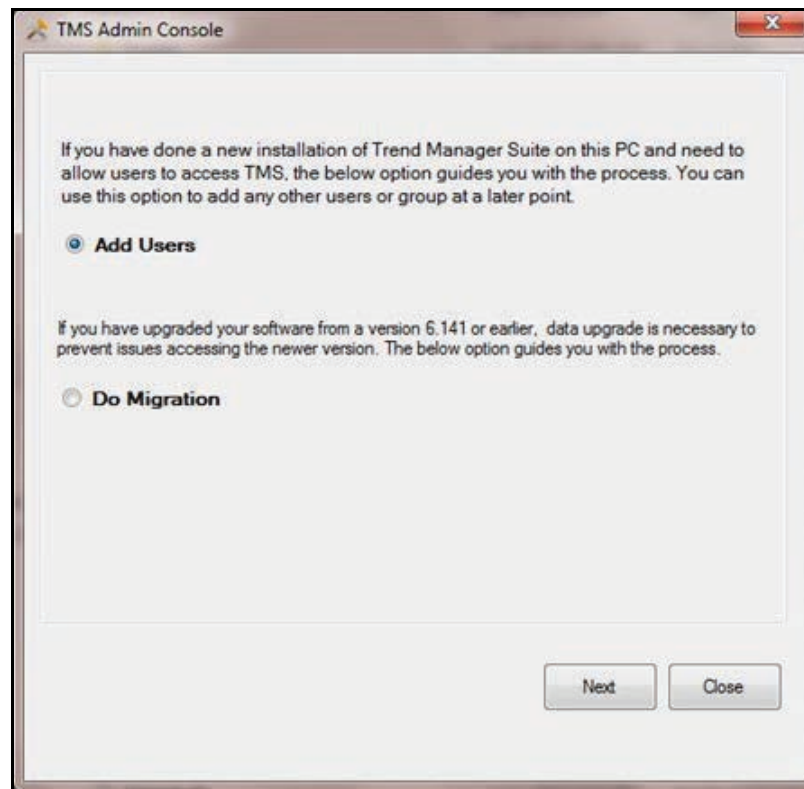 TMS Admin Console
If you have done a new installation of Trend Manager Suite on this PC and need to
allow users to access TMS, the below option guides you with the process. You can
use this option to add any other users or group at a later point.
Add Users
If you have upgraded your software from a version 6.141 or earlier, data upgrade is necessary to
prevent issues accessing the newer version. The below option guides you with the process.
Do Migration
Next
Close